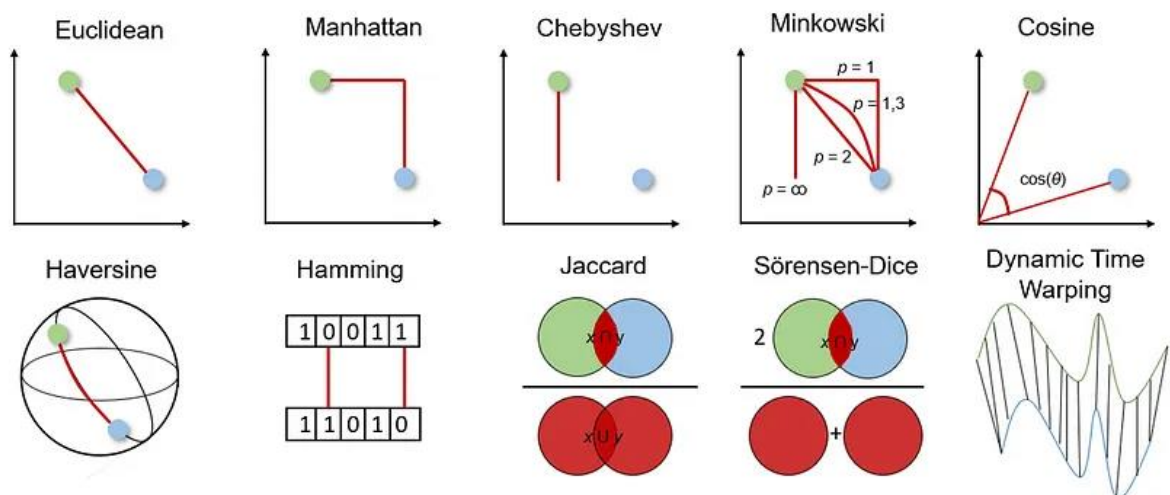 Euclidean
Manhattan
Chebyshev
Minkowski
p = 1
p = 1,3
p = 2
p = ∞
Cosine
cos(θ)
Haversine
Hamming
1 0 0 1 1
1 1 0 1 0
Jaccard
x ∩ y
x ∪ y
Sörensen-Dice
2
x ∩ y
+
Dynamic Time
Warping